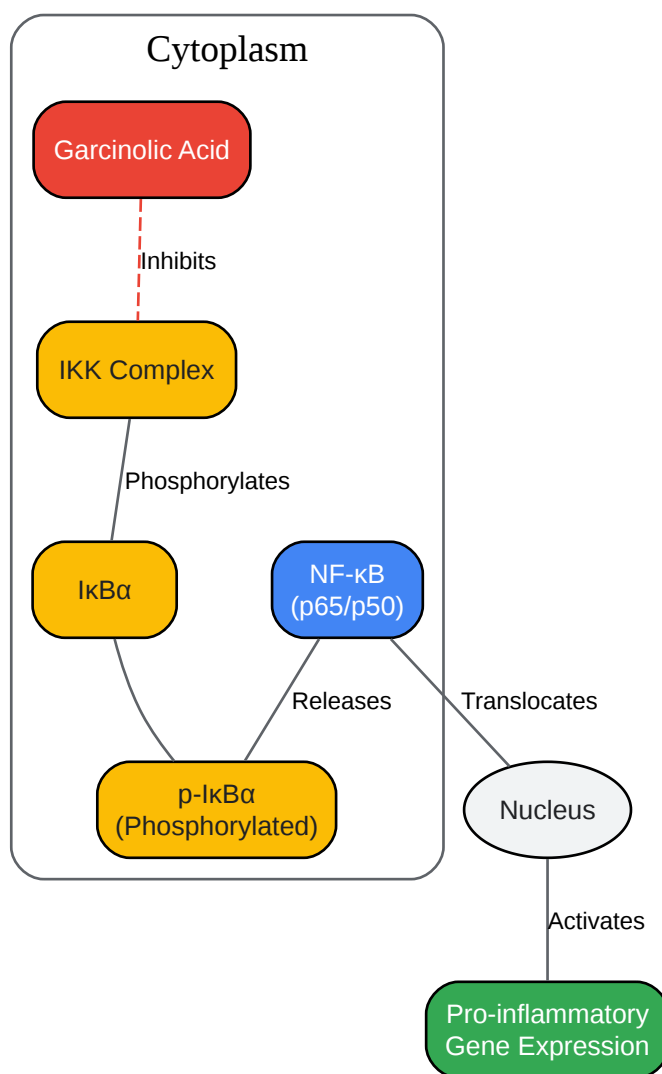 Cytoplasm
Garcinolic Acid
Inhibits
IKK Complex
Phosphorylates
IκBα
NF-κB
(p65/p50)
Releases
Translocates
p-IκBα
(Phosphorylated)
Nucleus
Activates
Pro-inflammatory
Gene Expression